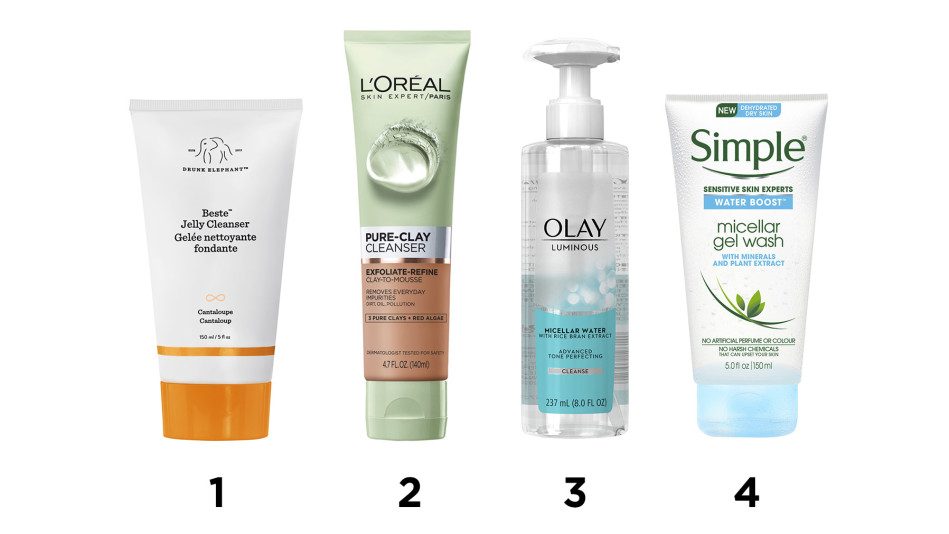 DRUNK ELEPHANT™
Beste™
Jelly Cleanser
Gelée nettoyante
fondante
Cantaloupe
Cantaloup
150 ml / 5 fl oz
1
L'ORÉAL
SKIN EXPERT / PARIS
PURE-CLAY
CLEANSER
EXFOLIATE-REFINE
CLAY-TO-MOUSSE
REMOVES EVERYDAY
IMPURITIES
DIRT, OIL, POLLUTION
3 PURE CLAYS + RED ALGAE
DERMATOLOGIST TESTED FOR SAFETY
4.7 FL. OZ. (140ml)
2
OLAY
LUMINOUS
MICELLAR WATER
WITH RICE BRAN EXTRACT
ADVANCED
TONE PERFECTING
CLEANSE
237 mL (8.0 FL OZ)
3
NEW DEHYDRATED
DRY SKIN
Simple®
SENSITIVE SKIN EXPERTS
WATER BOOST™
micellar
gel wash
WITH MINERALS
AND PLANT EXTRACT
NO ARTIFICIAL PERFUME OR COLOUR
NO HARSH CHEMICALS
THAT CAN UPSET YOUR SKIN
5.0 fl oz | 150 ml
4